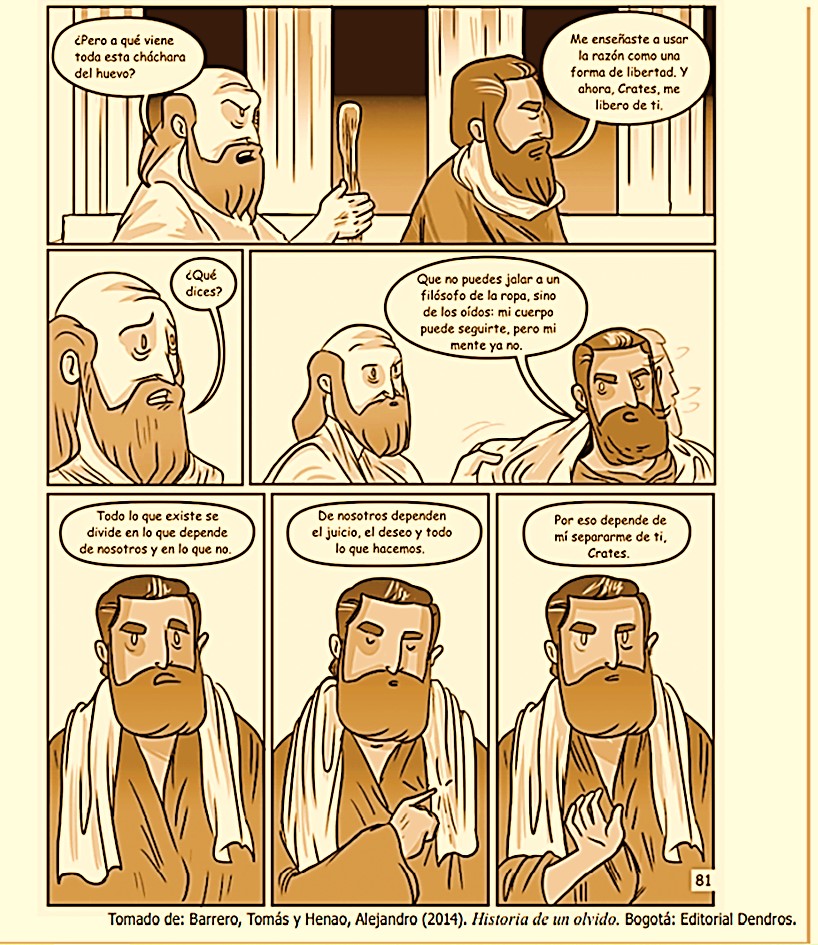 ¿Pero a qué viene
toda esta cháchara
del huevo?
Me enseñaste a usar
la razón como una
forma de libertad. Y
ahora, Crates, me
libero de ti.
¿Qué
dices?
Que no puedes jalar a un
filósofo de la ropa, sino
de los oídos: mi cuerpo
puede seguirte, pero mi
mente ya no.
Todo lo que existe se
divide en lo que depende
de nosotros y en lo que no.
De nosotros dependen
el juicio, el deseo y todo
lo que hacemos.
Por eso depende de
mí separarme de ti,
Crates.
81
Tomado de: Barrero, Tomás y Henao, Alejandro (2014). Historia de un olvido. Bogotá: Editorial Dendros.